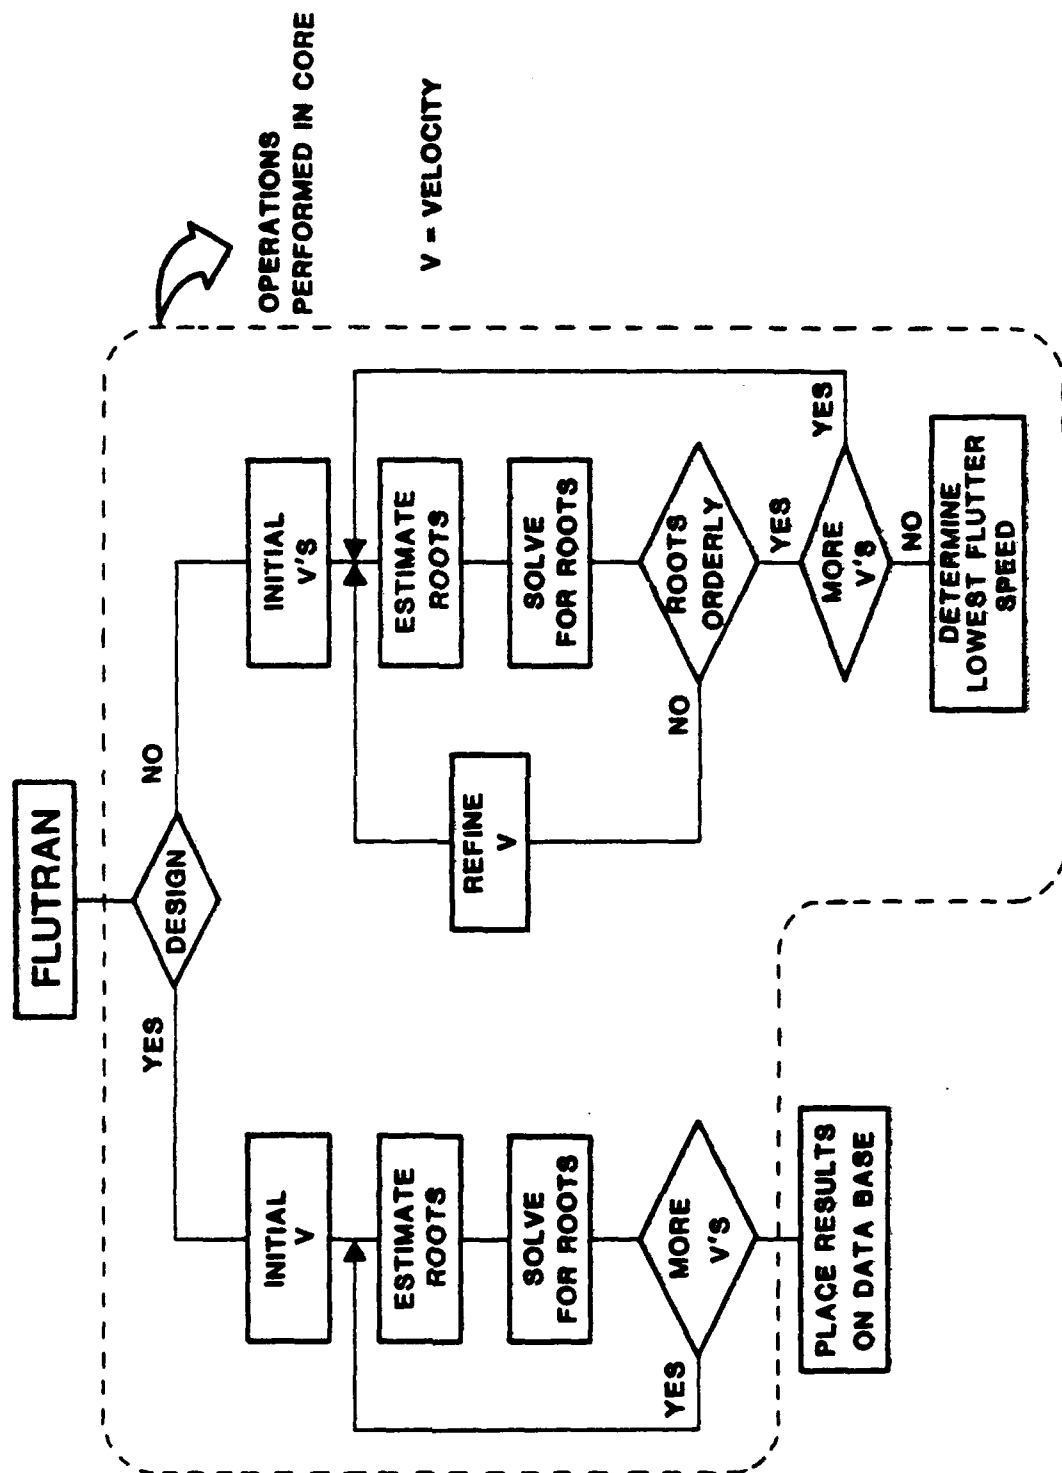 FLUTRAN
DESIGN
YES
NO
INITIAL
V
ESTIMATE
ROOTS
SOLVE
FOR ROOTS
MORE
V'S
YES
PLACE RESULTS
ON DATA BASE
INITIAL
V'S
ESTIMATE
ROOTS
SOLVE
FOR ROOTS
ROOTS
ORDERLY
NO
REFINE
V
YES
MORE
V'S
YES
NO
DETERMINE
LOWEST FLUTTER
SPEED
OPERATIONS
PERFORMED IN CORE
V = VELOCITY